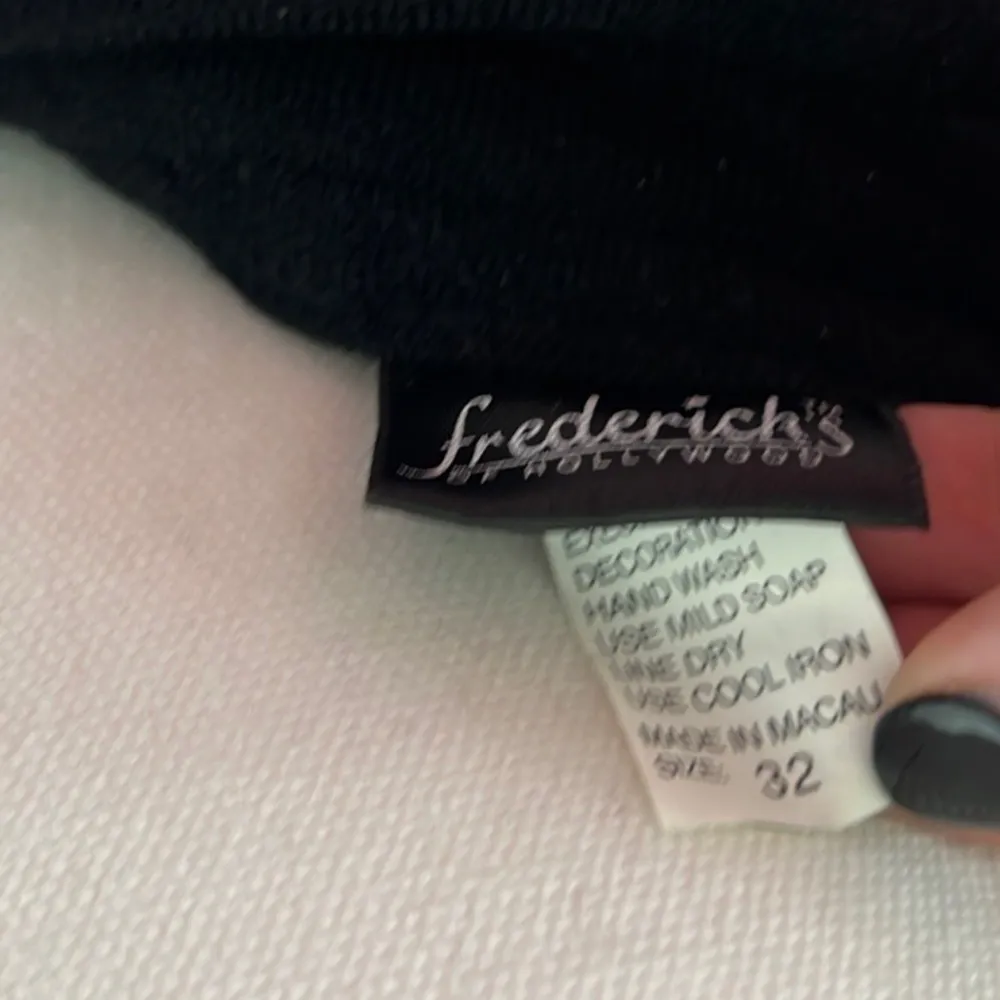 frederick's™
OF HOLLYWOOD
DECORATION
HAND WASH
USE MILD SOAP
LINE DRY
USE COOL IRON
MADE IN MACAU
SIZE: 32